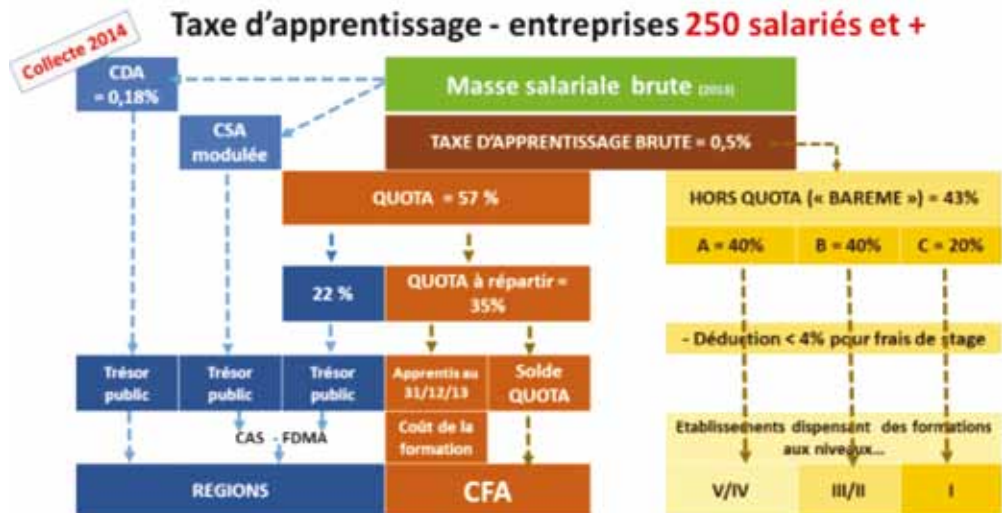 Taxe d'apprentissage - entreprises 250 salariés et +
Collecte 2014
CDA
= 0,18%
Masse salariale brute (2013)
CSA
modulée
TAXE D'APPRENTISSAGE BRUTE = 0,5%
QUOTA = 57 %
HORS QUOTA (« BAREME ») = 43%
A = 40%
B = 40%
C = 20%
22 %
QUOTA à répartir =
35%
- Déduction < 4% pour frais de stage
Trésor
public
Trésor
public
Trésor
public
Apprentis au
31/12/13
Solde
QUOTA
CAS - FDMA
Coût de la
formation
Etablissements dispensant des formations
aux niveaux...
REGIONS
CFA
V/IV
III/II
I